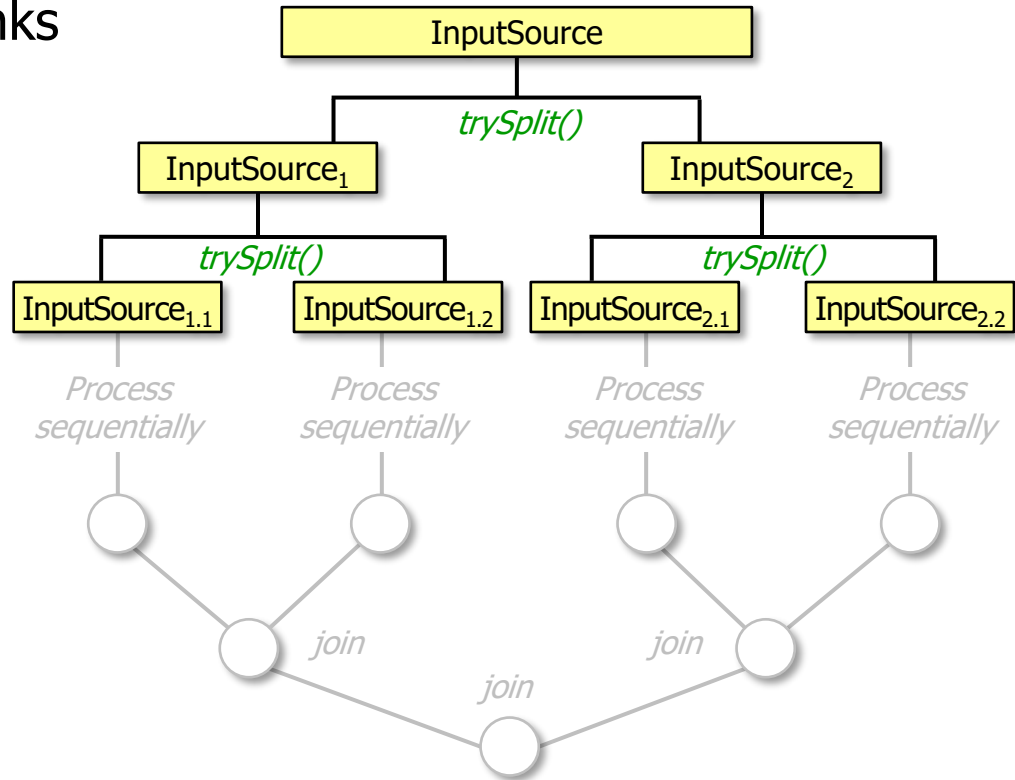 nks
InputSource
trySplit()
InputSource1 InputSource2
trySplit() trySplit()
InputSource1.1 InputSource1.2 InputSource2.1 InputSource2.2
Process Process Process Process
sequentially sequentially sequentially sequentially
join join
join